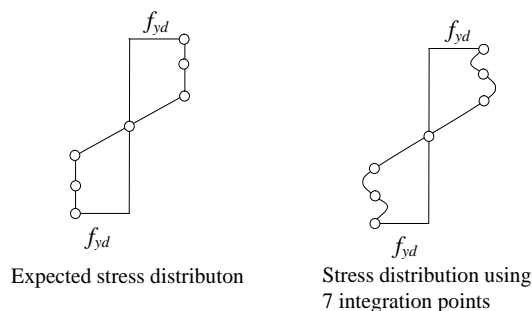 f_yd
f_yd
Expected stress distributon
f_yd
f_yd
Stress distribution using
7 integration points